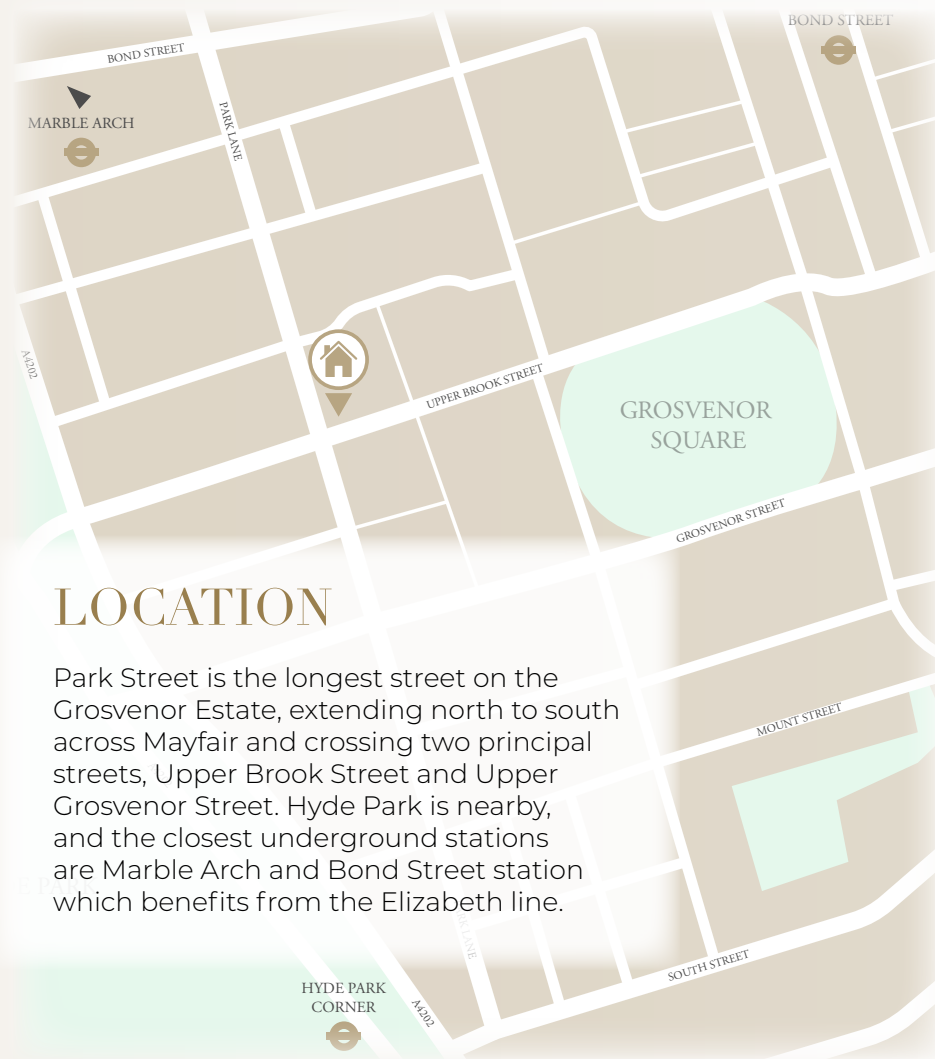 BOND STREET
BOND STREET
MARBLE ARCH
PARK LANE
A4202
UPPER BROOK STREET
GROSVENOR
SQUARE
GROSVENOR STREET
LOCATION
Park Street is the longest street on the
Grosvenor Estate, extending north to south
across Mayfair and crossing two principal
streets, Upper Brook Street and Upper
Grosvenor Street. Hyde Park is nearby,
and the closest underground stations
are Marble Arch and Bond Street station
which benefits from the Elizabeth line.
MOUNT STREET
E PARK
LANE
SOUTH STREET
HYDE PARK
CORNER
A4202